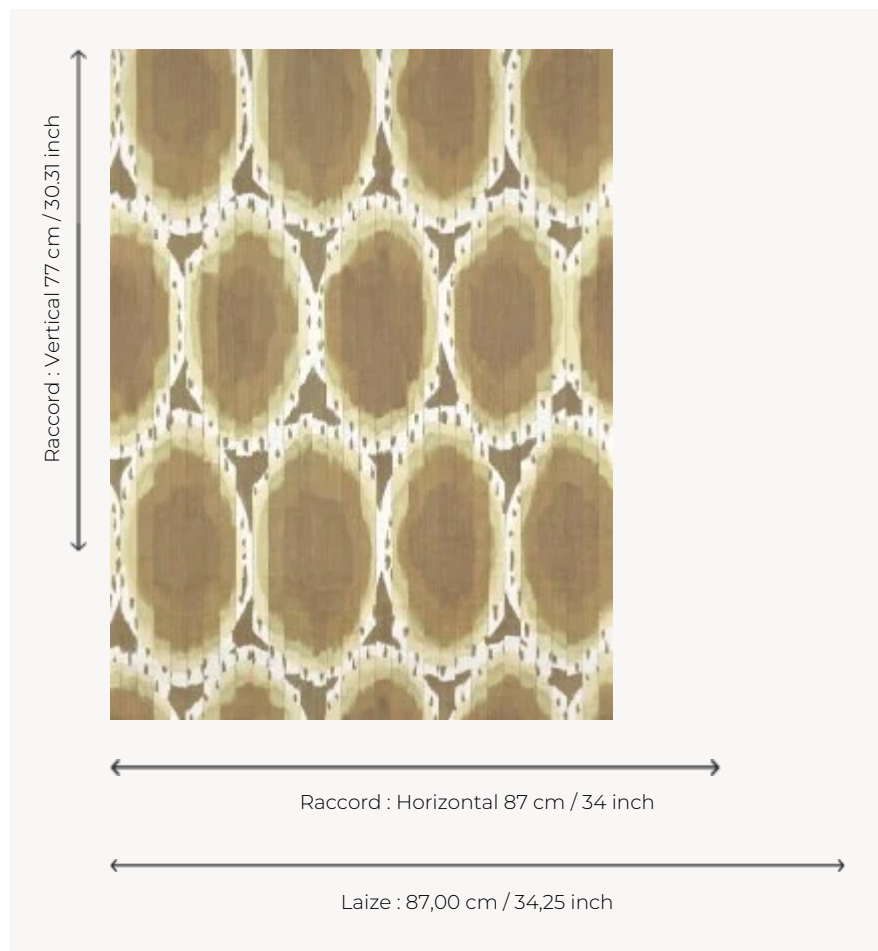 Raccord : Vertical 77 cm / 30.31 inch
Raccord : Horizontal 87 cm / 34 inch
Laize : 87,00 cm / 34,25 inch